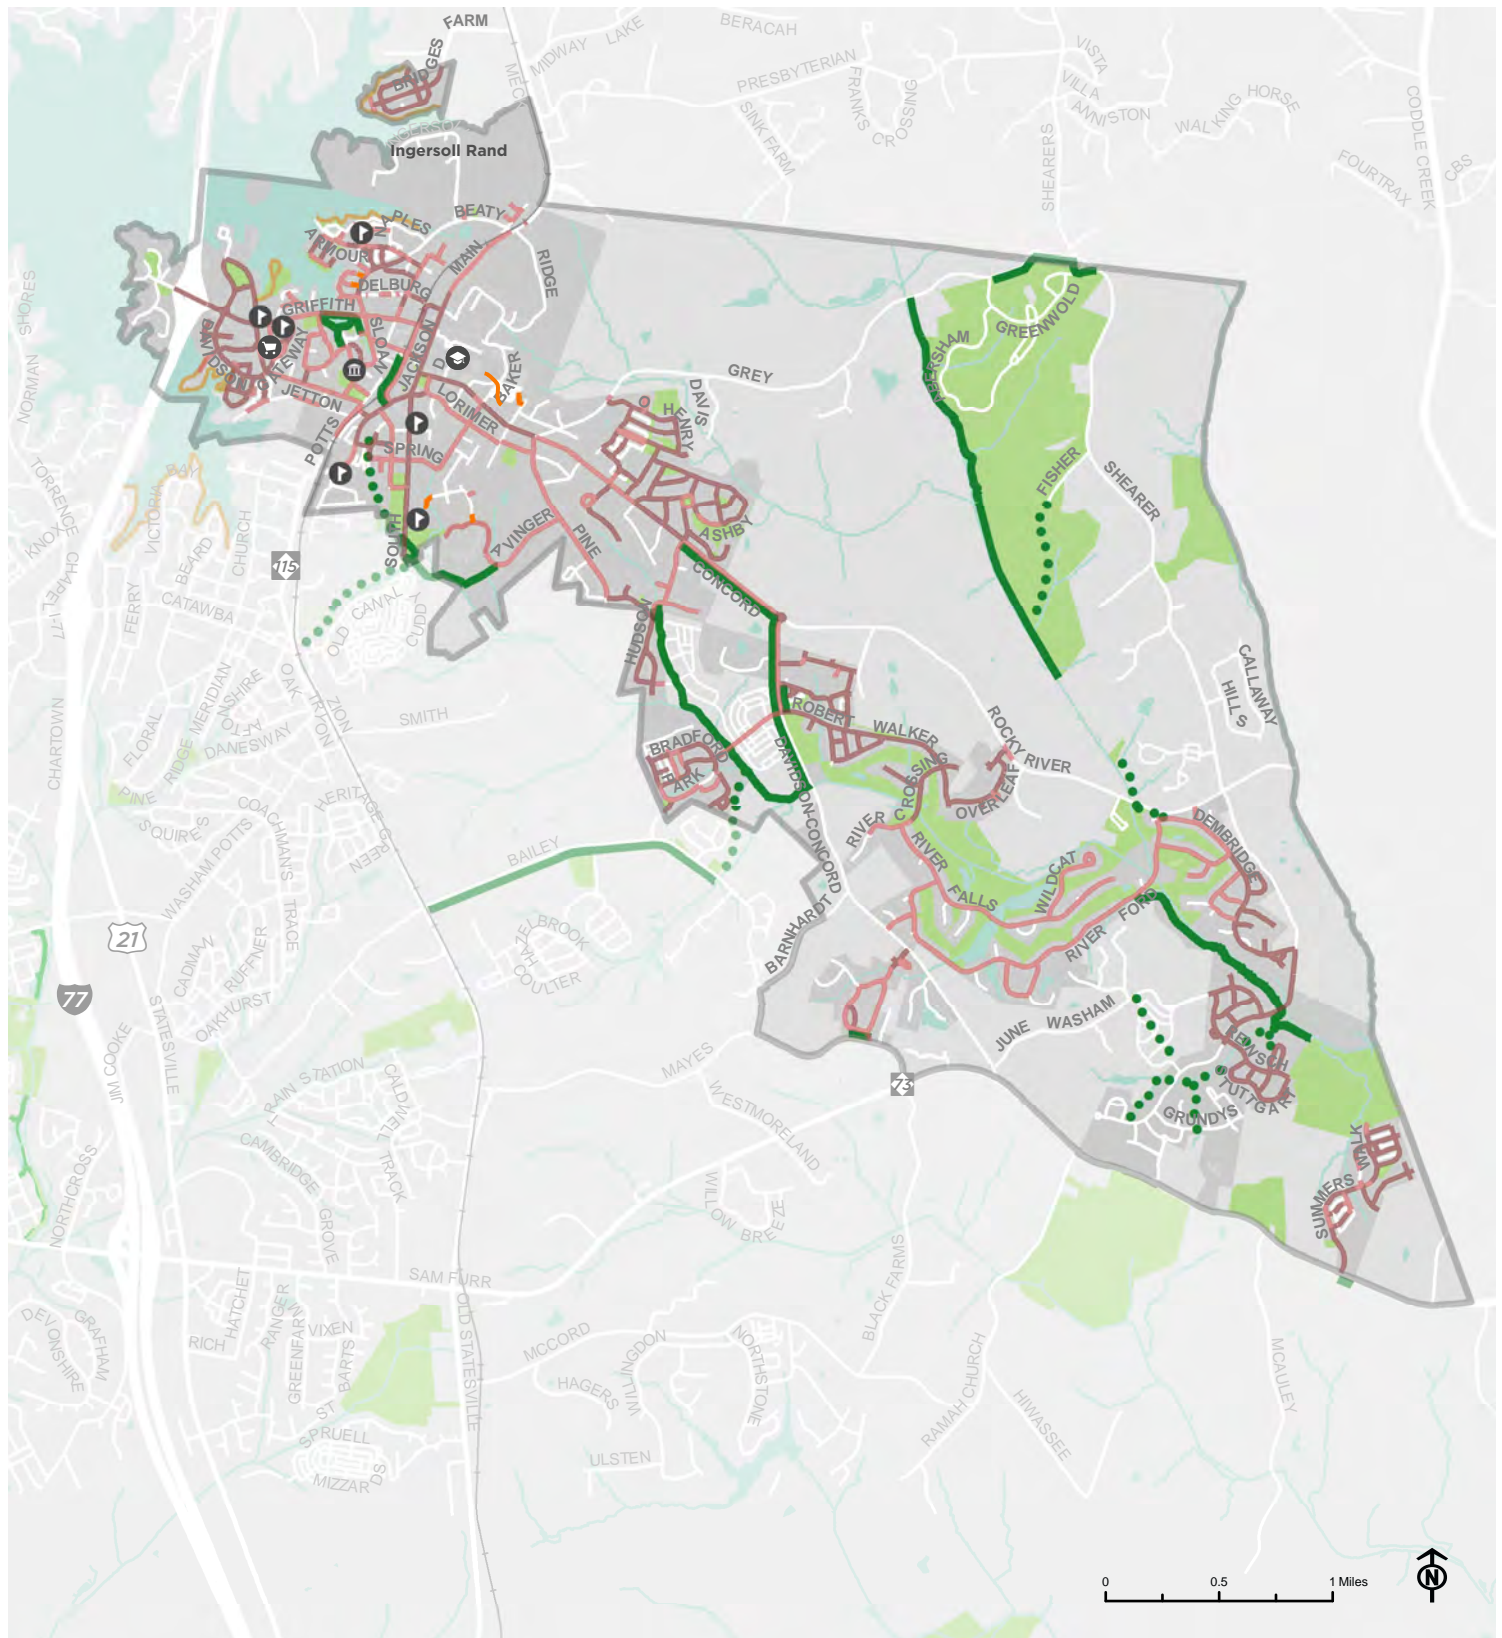 FARM
BRIDGES
MIDWAY LAKE
BERACAH
PRESBYTERIAN
FRANKS
CROSSING
SINK FARM
VISTA
VILLA
ANNISTON
WALKING HORSE
CODDLE CREEK
CBS
FOURTRAX
SHEARERS
Ingersoll Rand
BEATY
MAIN
RIDGE
ARMOUR
DELBURG
GRIFFITH
SLOAN
JACKSON
GATEWAY
JETTON
BAKER
LORIMER
POTTS
SPRING
GREY
DAVIS
HENRY
ABERSHAM
GREENWOLD
FISHER
SHEARER
NORMAN SHORES
TORRENCE CHAPEL
I-77
KNOX
BAY
VICTORIA
BEARD
CHURCH
FERRY
CATAWBA
115
SOUTH
AVINGER
PINE
ASHBY
CONCORD
OLD CANAL
CUDDY
HUDSON
OAK
TRYON
ZION
SMITH
MERIDIAN
RIDGE
FLORAL
DANESWAY
CHARTOWN
ROBERT WALKER
BRADFORD
PARK
DAVIDSON-CONCORD
CROSSING
RIVER
OVERLEAF
ROCKY RIVER
CALLAWAY
HILLS
PINE
SQUIRE'S
WASHAM POTTS
COACHMAN'S
TRACE
HERITAGE GREEN
BAILEY
RIVER
FALLS
WILDCAT
RIVER FORD
DEMBRIDGE
BARNHARDT
21
77
CADMAN
RUFFNER
OAKHURST
STATESVILLE
HAZELBROOK
COULTER
JUNE WASHAM
JIM COOKE
TRAIN STATION
CALDWELL
TRACK
CAMBRIDGE
GROVE
MAYES
73
WESTMORELAND
WILLOW BREEZE
GRUNDYS
STUTTGART
SUMMERS
WALK
NORTHCROSS
SAM FURR
OLD STATESVILLE
BLACK FARMS
RICH
HATCHET
RANGER
GREENFARM
VIXEN
ST
BARTS
DEVONSHIRE
GRAFHAM
MCCORD
HAGERS
WILLINGDON
NORTHSTONE
RAMAH CHURCH
HIWASSEE
MCAULEY
SPRUELL
MIZZARDS
ULSTEN
0
0.5
1 Miles
N